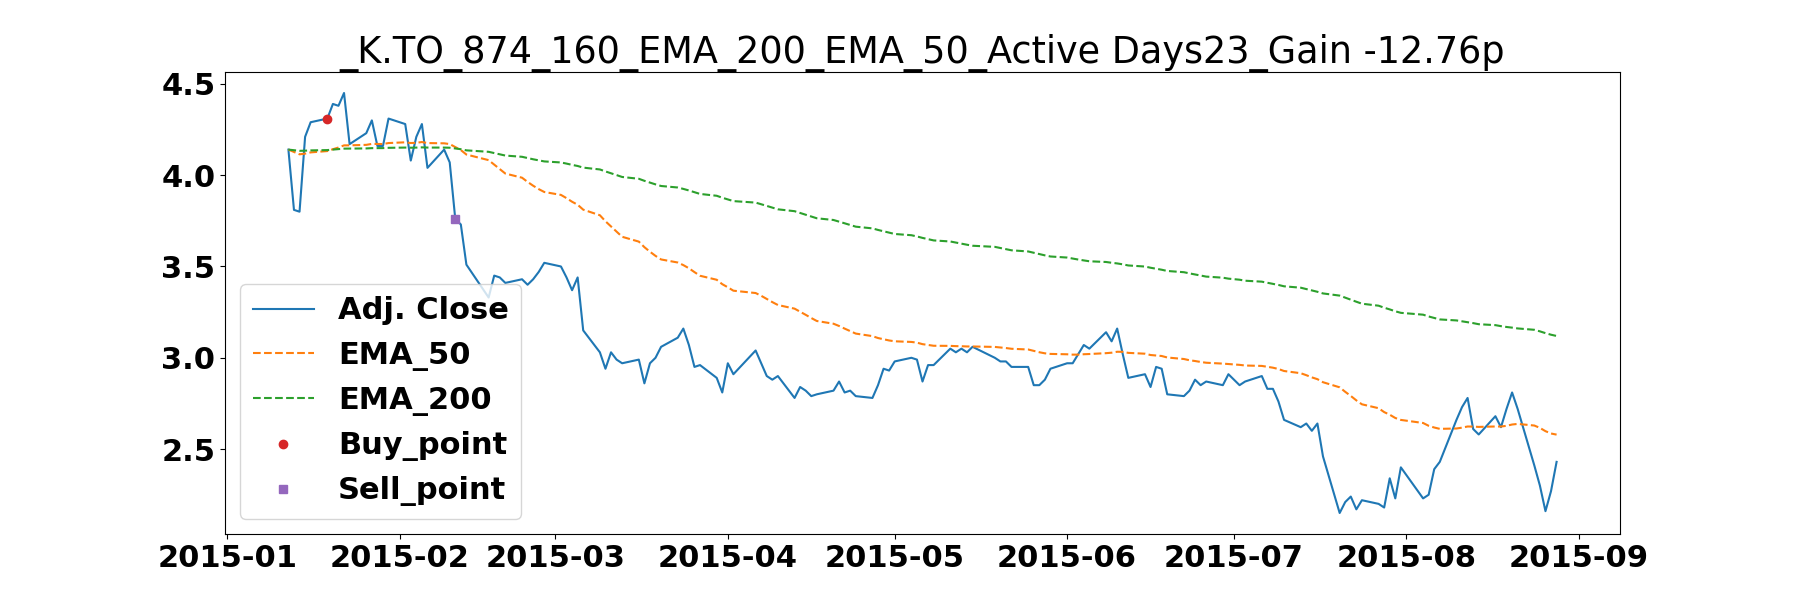 _K.TO_874_160_EMA_200_EMA_50_Active Days23_Gain -12.76p
4.5
4.0
3.5
3.0
2.5
Adj. Close
EMA_50
EMA_200
Buy_point
Sell_point
2015-01 2015-02 2015-03 2015-04 2015-05 2015-06 2015-07 2015-08 2015-09